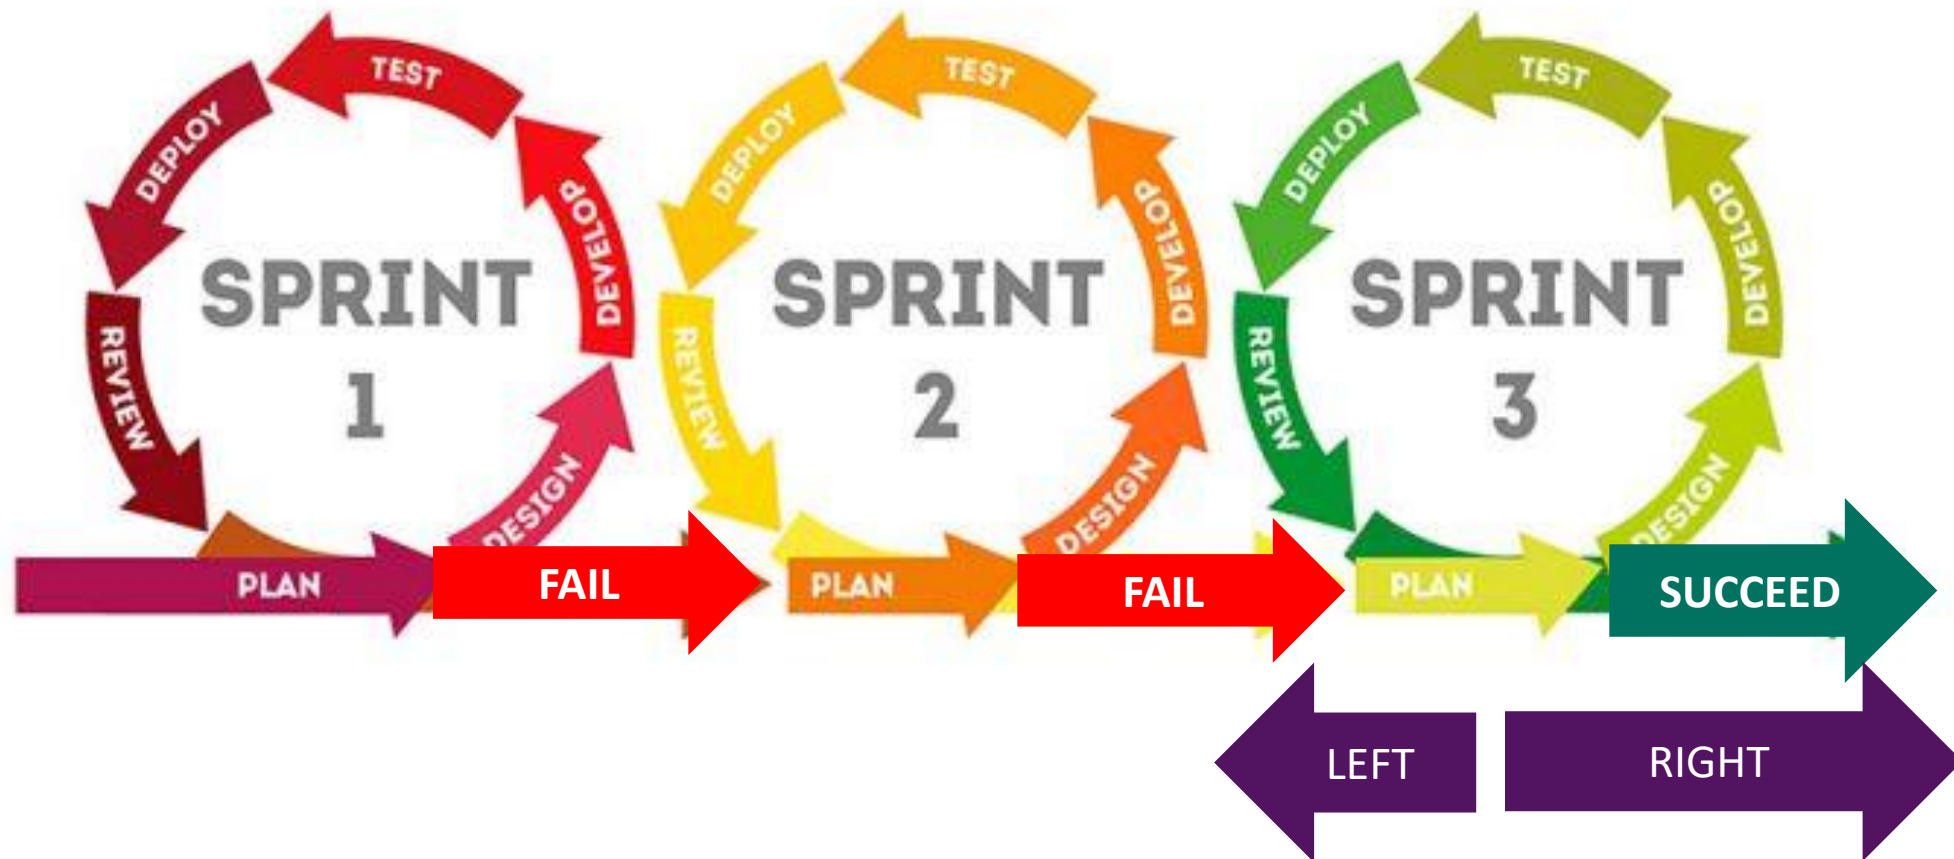 TEST
DEPLOY
DEVELOP
SPRINT
1
REVIEW
DESIGN
PLAN
FAIL
TEST
DEPLOY
DEVELOP
SPRINT
2
REVIEW
DESIGN
PLAN
FAIL
TEST
DEPLOY
DEVELOP
SPRINT
3
REVIEW
DESIGN
PLAN
SUCCEED
LEFT
RIGHT